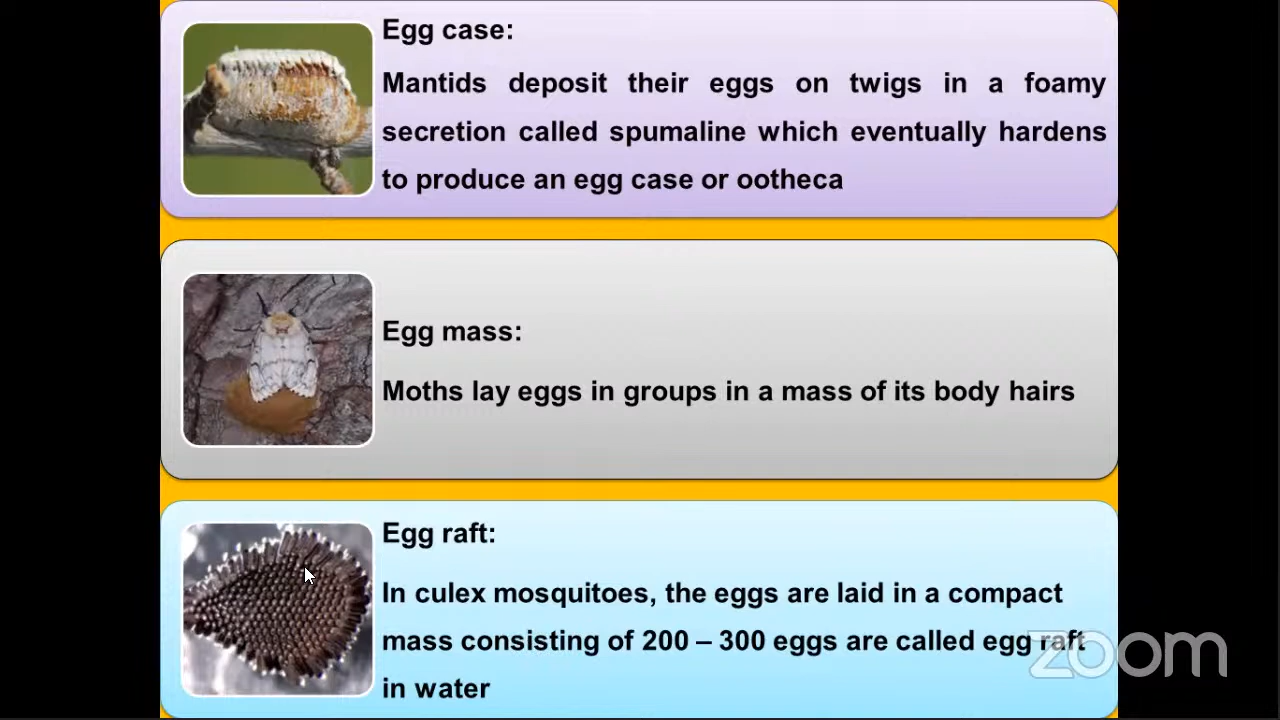 Egg case:
Mantids deposit their eggs on twigs in a foamy
secretion called spumaline which eventually hardens
to produce an egg case or ootheca
Egg mass:
Moths lay eggs in groups in a mass of its body hairs
Egg raft:
In culex mosquitoes, the eggs are laid in a compact
mass consisting of 200 – 300 eggs are called egg raft
in water
zoom